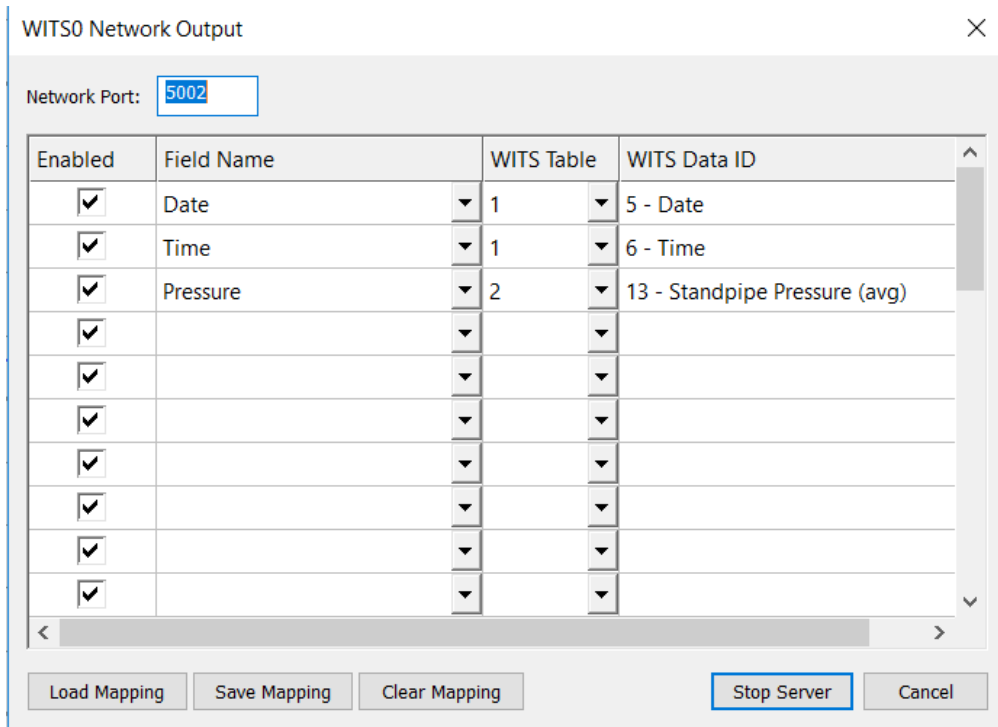 WITS0 Network Output
Network Port: 5002
Enabled Field Name WITS Table WITS Data ID
Date 1 5 - Date
Time 1 6 - Time
Pressure 2 13 - Standpipe Pressure (avg)
Load Mapping Save Mapping Clear Mapping Stop Server Cancel